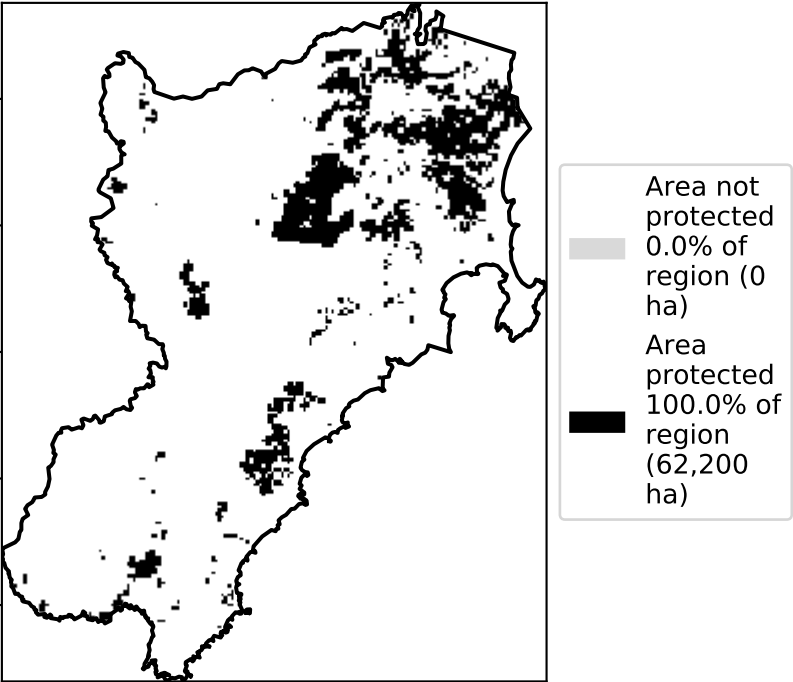 Area not
protected
0.0% of
region (0
ha)
Area
protected
100.0% of
region
(62,200
ha)